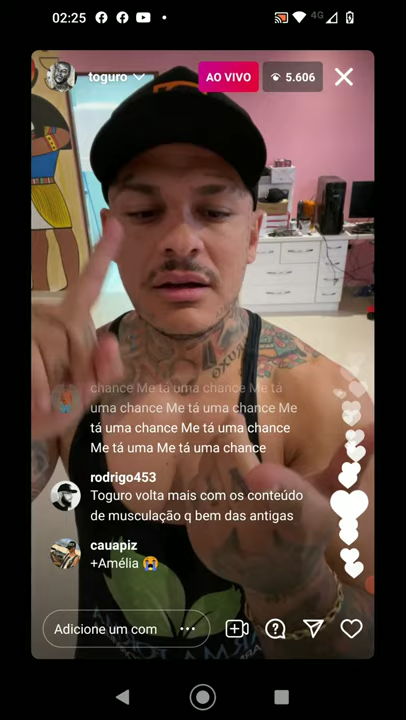 02:25
4G
toguro
AO VIVO
5.606
chance Me tá uma chance Me tá
uma chance Me tá uma chance Me
tá uma chance Me tá uma chance
Me tá uma Me tá uma chance
rodrigo453
Toguro volta mais com os conteúdo
de musculação q bem das antigas
cauapiz
+Amélia 😭
Adicione um com